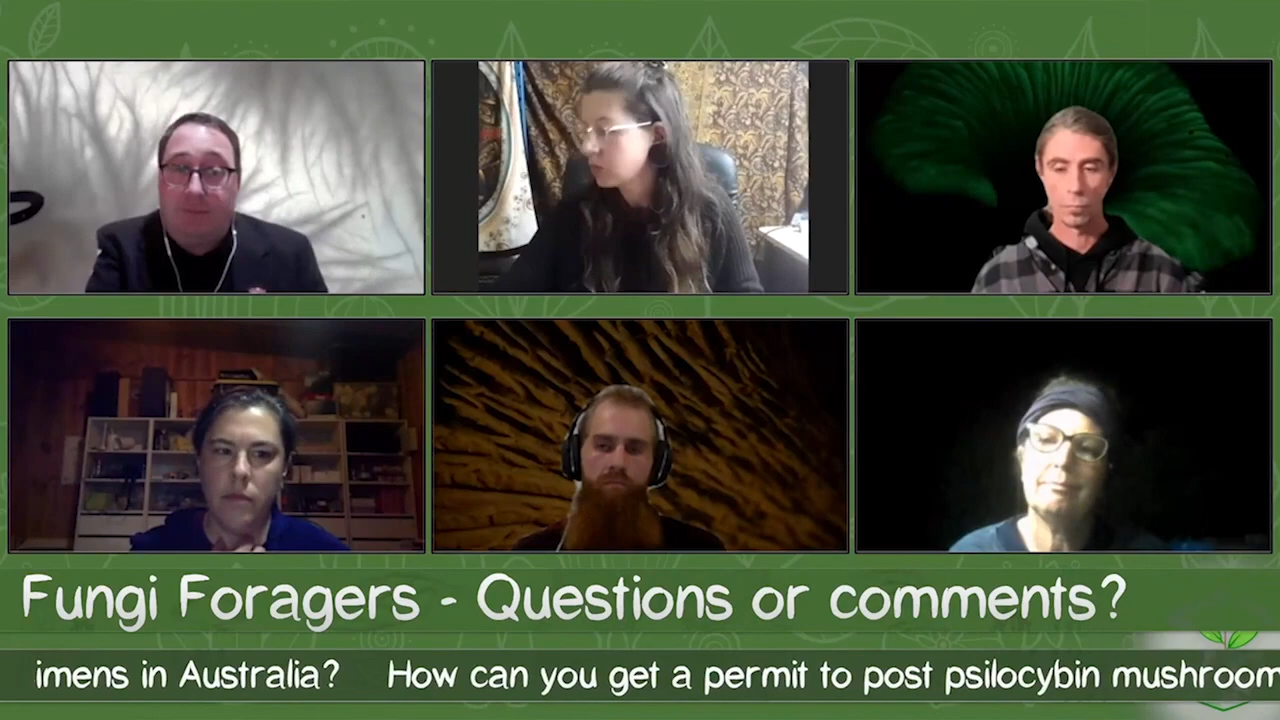 Fungi Foragers - Questions or comments?
imens in Australia? How can you get a permit to post psilocybin mushroom